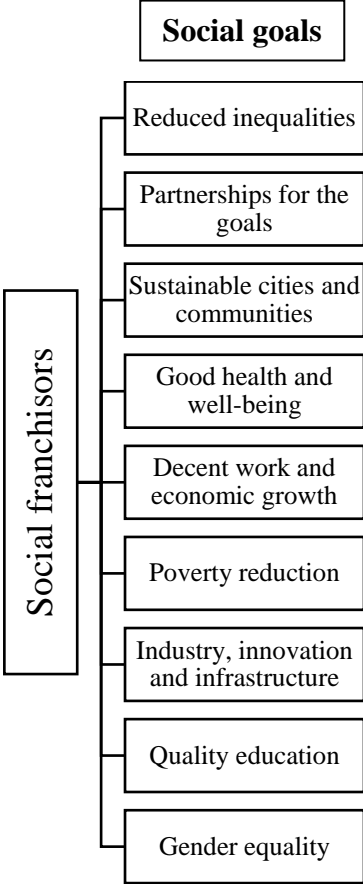 Social goals
Reduced inequalities
Partnerships for the
goals
Sustainable cities and
communities
Good health and
well-being
Social franchisors
Decent work and
economic growth
Poverty reduction
Industry, innovation
and infrastructure
Quality education
Gender equality